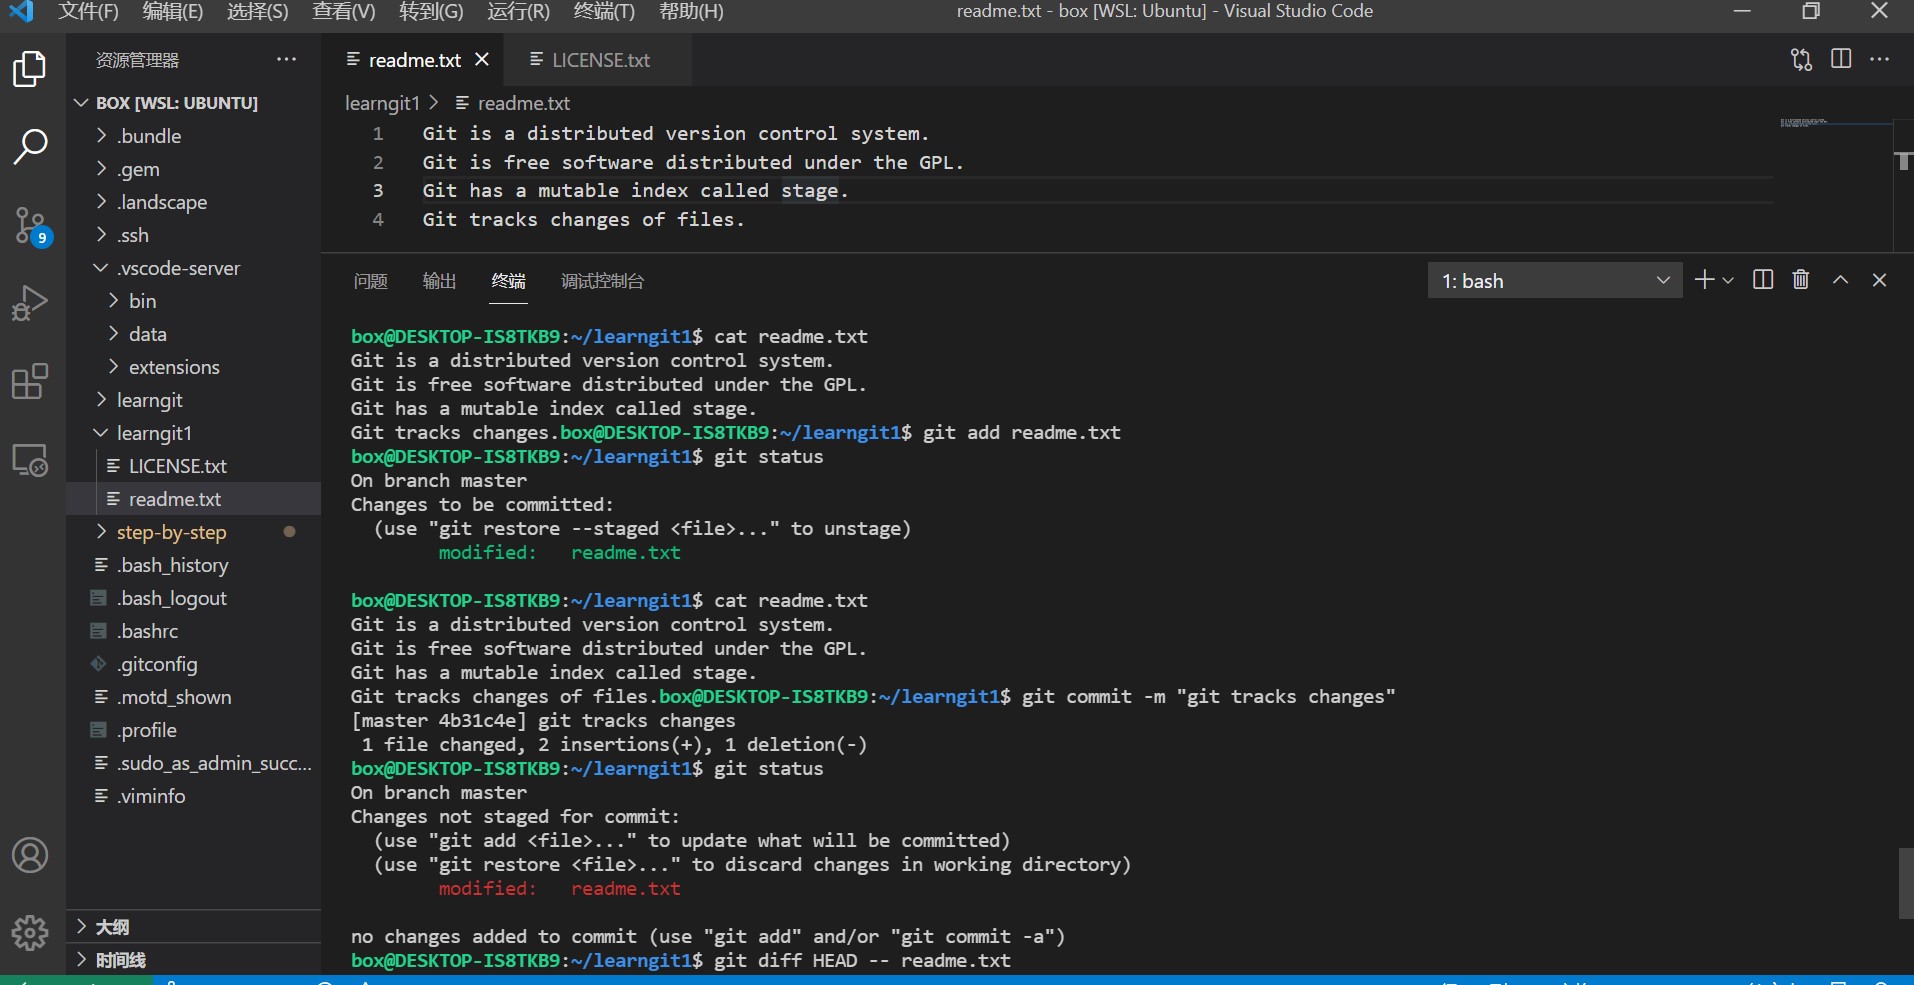 文件(F) 编辑(E) 选择(S) 查看(V) 转到(G) 运行(R) 终端(T) 帮助(H) readme.txt - box [WSL: Ubuntu] - Visual Studio Code
资源管理器
BOX [WSL: UBUNTU]
.bundle
.gem
.landscape
.ssh
.vscode-server
bin
data
extensions
learngit
learngit1
LICENSE.txt
readme.txt
step-by-step
.bash_history
.bash_logout
.bashrc
.gitconfig
.motd_shown
.profile
.sudo_as_admin_succ...
.viminfo
大纲
时间线
9
readme.txt LICENSE.txt
learngit1 > readme.txt
1 Git is a distributed version control system.
2 Git is free software distributed under the GPL.
3 Git has a mutable index called stage.
4 Git tracks changes of files.
问题 输出 终端 调试控制台 1: bash
box@DESKTOP-IS8TKB9:~/learngit1$ cat readme.txt
Git is a distributed version control system.
Git is free software distributed under the GPL.
Git has a mutable index called stage.
Git tracks changes.box@DESKTOP-IS8TKB9:~/learngit1$ git add readme.txt
box@DESKTOP-IS8TKB9:~/learngit1$ git status
On branch master
Changes to be committed:
  (use "git restore --staged <file>..." to unstage)
        modified:   readme.txt
box@DESKTOP-IS8TKB9:~/learngit1$ cat readme.txt
Git is a distributed version control system.
Git is free software distributed under the GPL.
Git has a mutable index called stage.
Git tracks changes of files.box@DESKTOP-IS8TKB9:~/learngit1$ git commit -m "git tracks changes"
[master 4b31c4e] git tracks changes
 1 file changed, 2 insertions(+), 1 deletion(-)
box@DESKTOP-IS8TKB9:~/learngit1$ git status
On branch master
Changes not staged for commit:
  (use "git add <file>..." to update what will be committed)
  (use "git restore <file>..." to discard changes in working directory)
        modified:   readme.txt
no changes added to commit (use "git add" and/or "git commit -a")
box@DESKTOP-IS8TKB9:~/learngit1$ git diff HEAD -- readme.txt